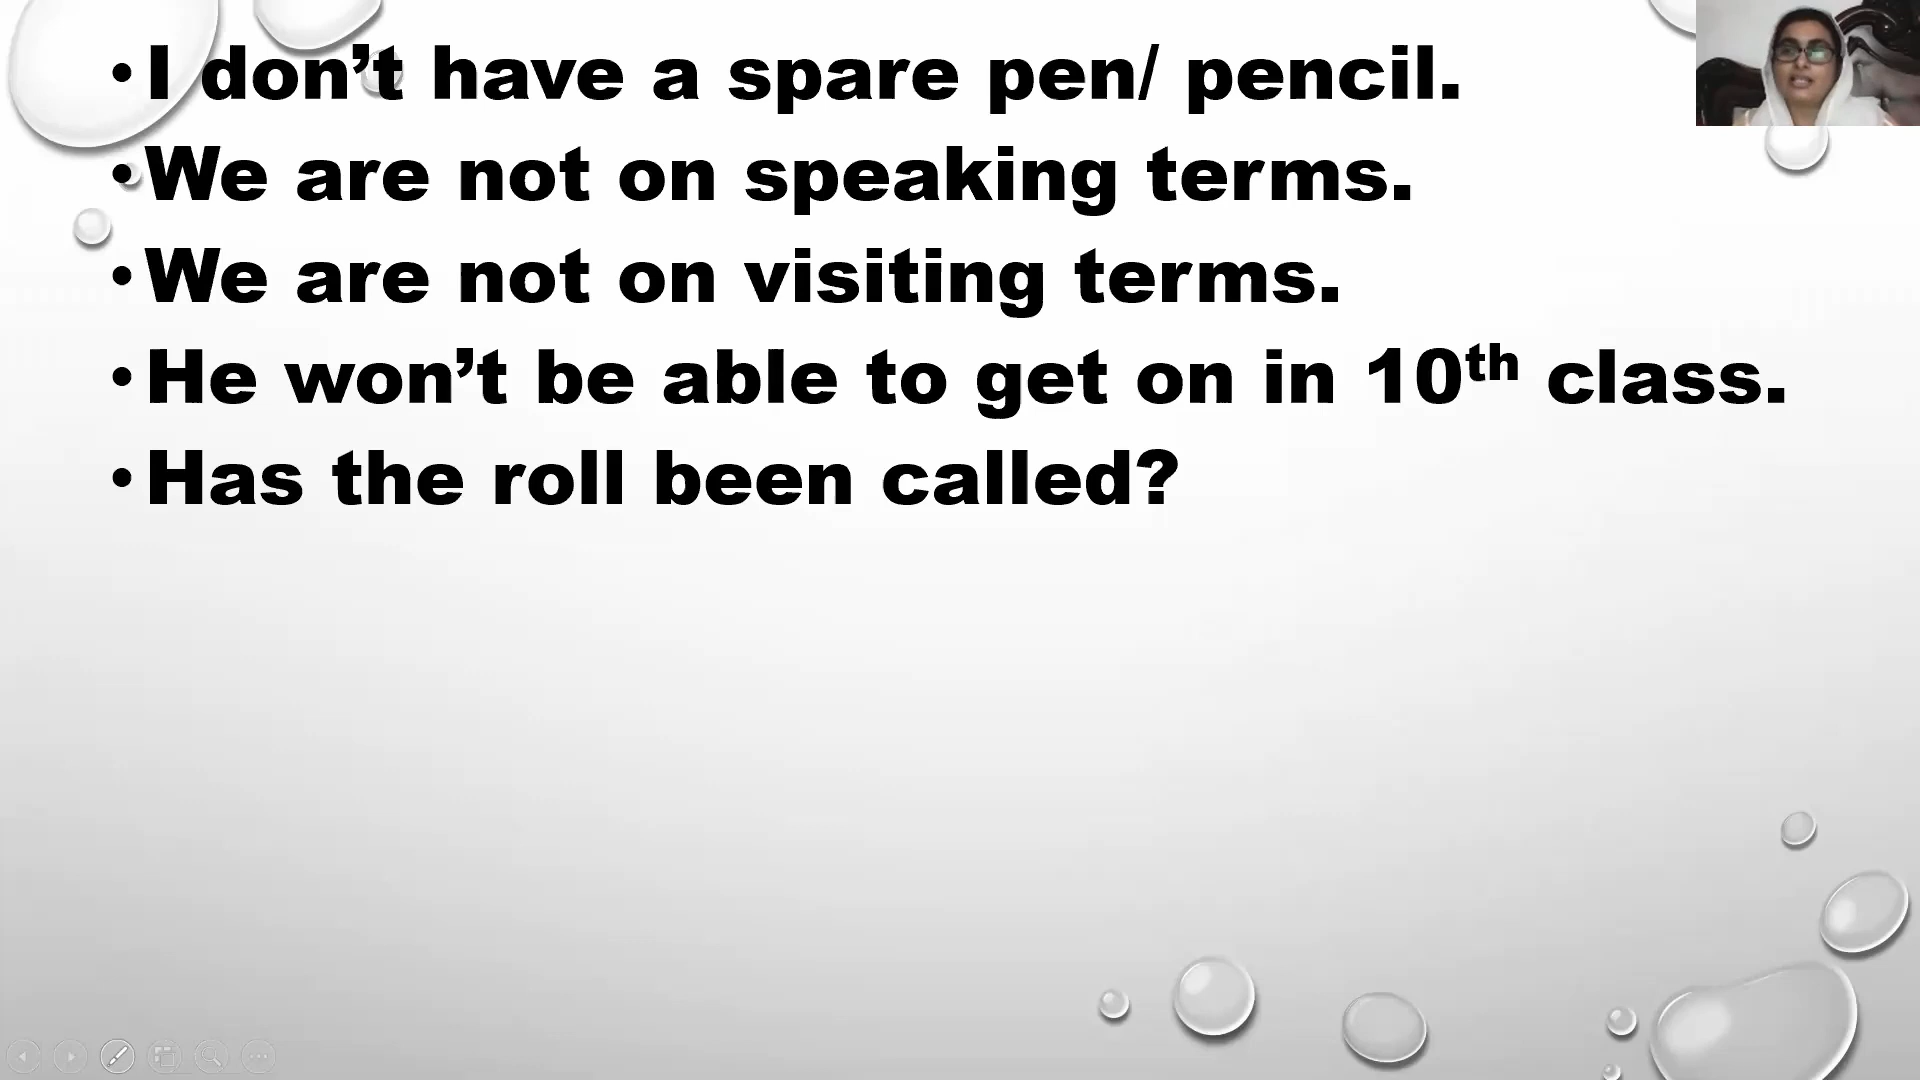 • I don’t have a spare pen/ pencil.
• We are not on speaking terms.
• We are not on visiting terms.
• He won’t be able to get on in 10th class.
• Has the roll been called?